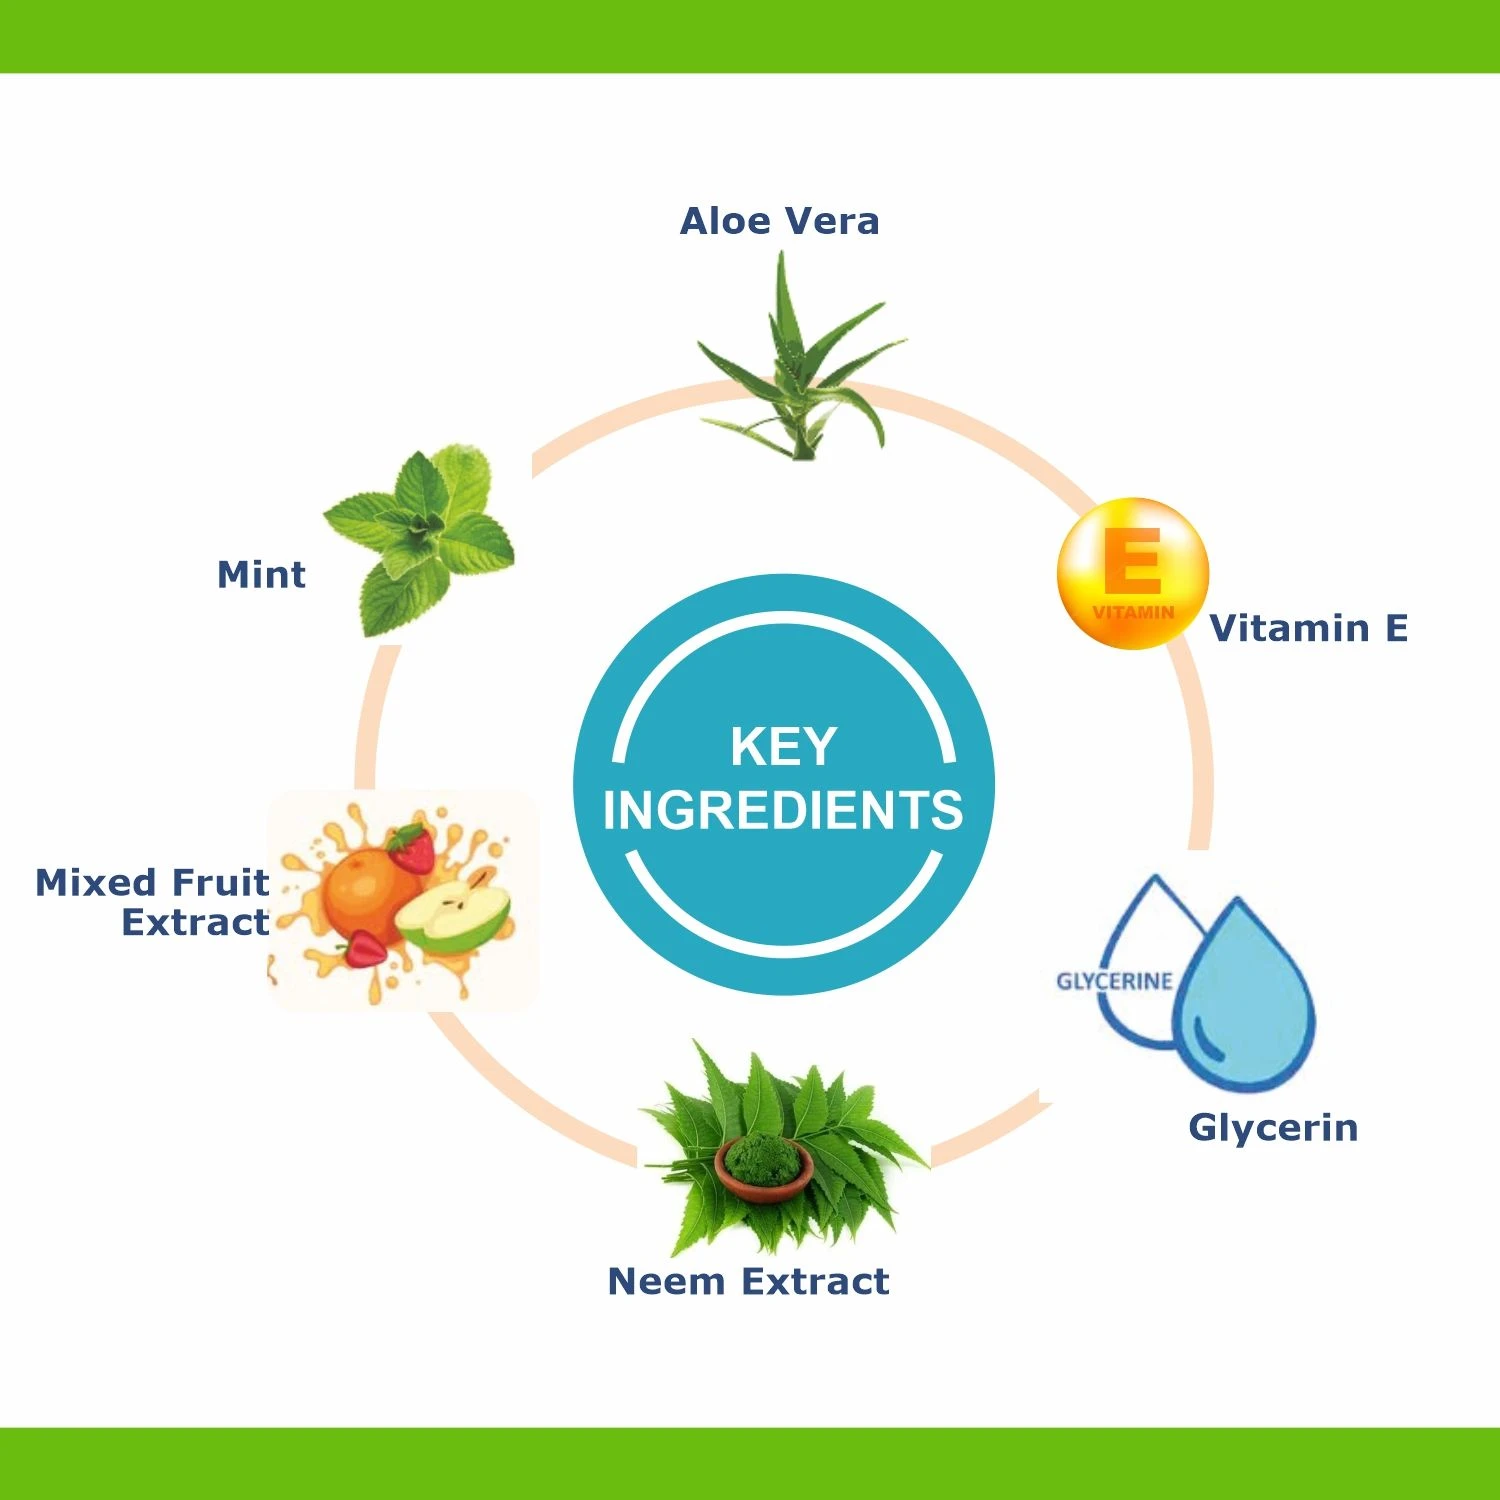 Aloe Vera
E
VITAMIN
Vitamin E
Mint
KEY
INGREDIENTS
Mixed Fruit
Extract
GLYCERINE
Glycerin
Neem Extract